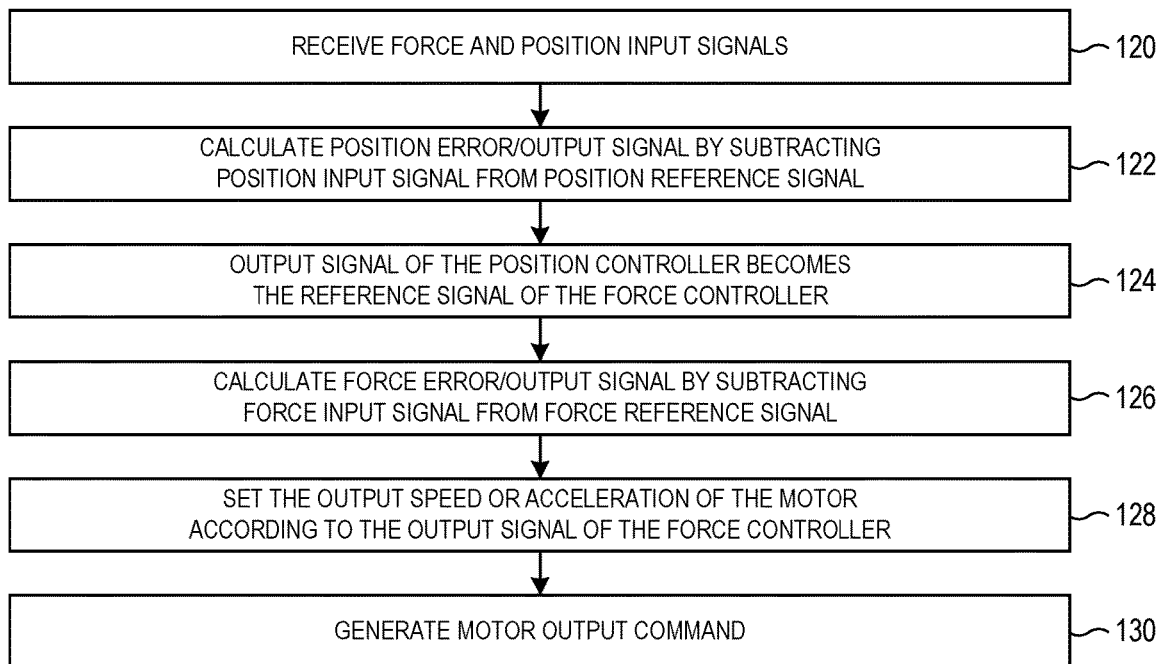 RECEIVE FORCE AND POSITION INPUT SIGNALS
120
CALCULATE POSITION ERROR/OUTPUT SIGNAL BY SUBTRACTING
POSITION INPUT SIGNAL FROM POSITION REFERENCE SIGNAL
122
OUTPUT SIGNAL OF THE POSITION CONTROLLER BECOMES
THE REFERENCE SIGNAL OF THE FORCE CONTROLLER
124
CALCULATE FORCE ERROR/OUTPUT SIGNAL BY SUBTRACTING
FORCE INPUT SIGNAL FROM FORCE REFERENCE SIGNAL
126
SET THE OUTPUT SPEED OR ACCELERATION OF THE MOTOR
ACCORDING TO THE OUTPUT SIGNAL OF THE FORCE CONTROLLER
128
GENERATE MOTOR OUTPUT COMMAND
130